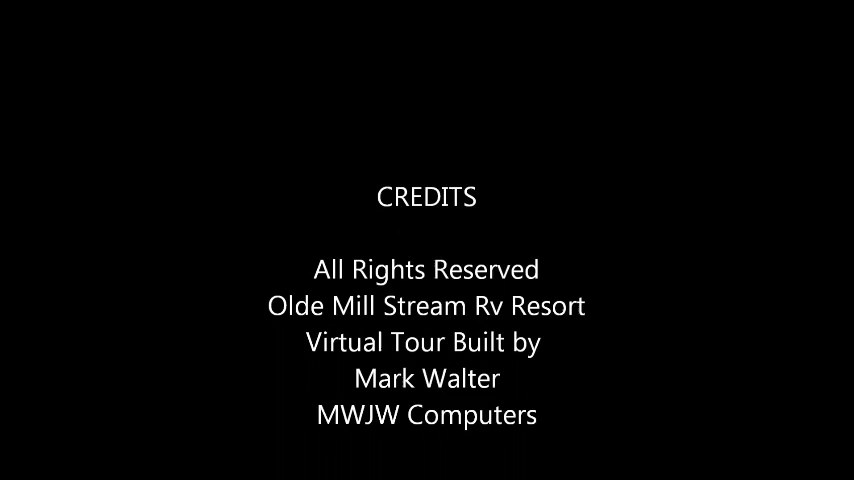 CREDITS
All Rights Reserved
Olde Mill Stream Rv Resort
Virtual Tour Built by
Mark Walter
MWJW Computers